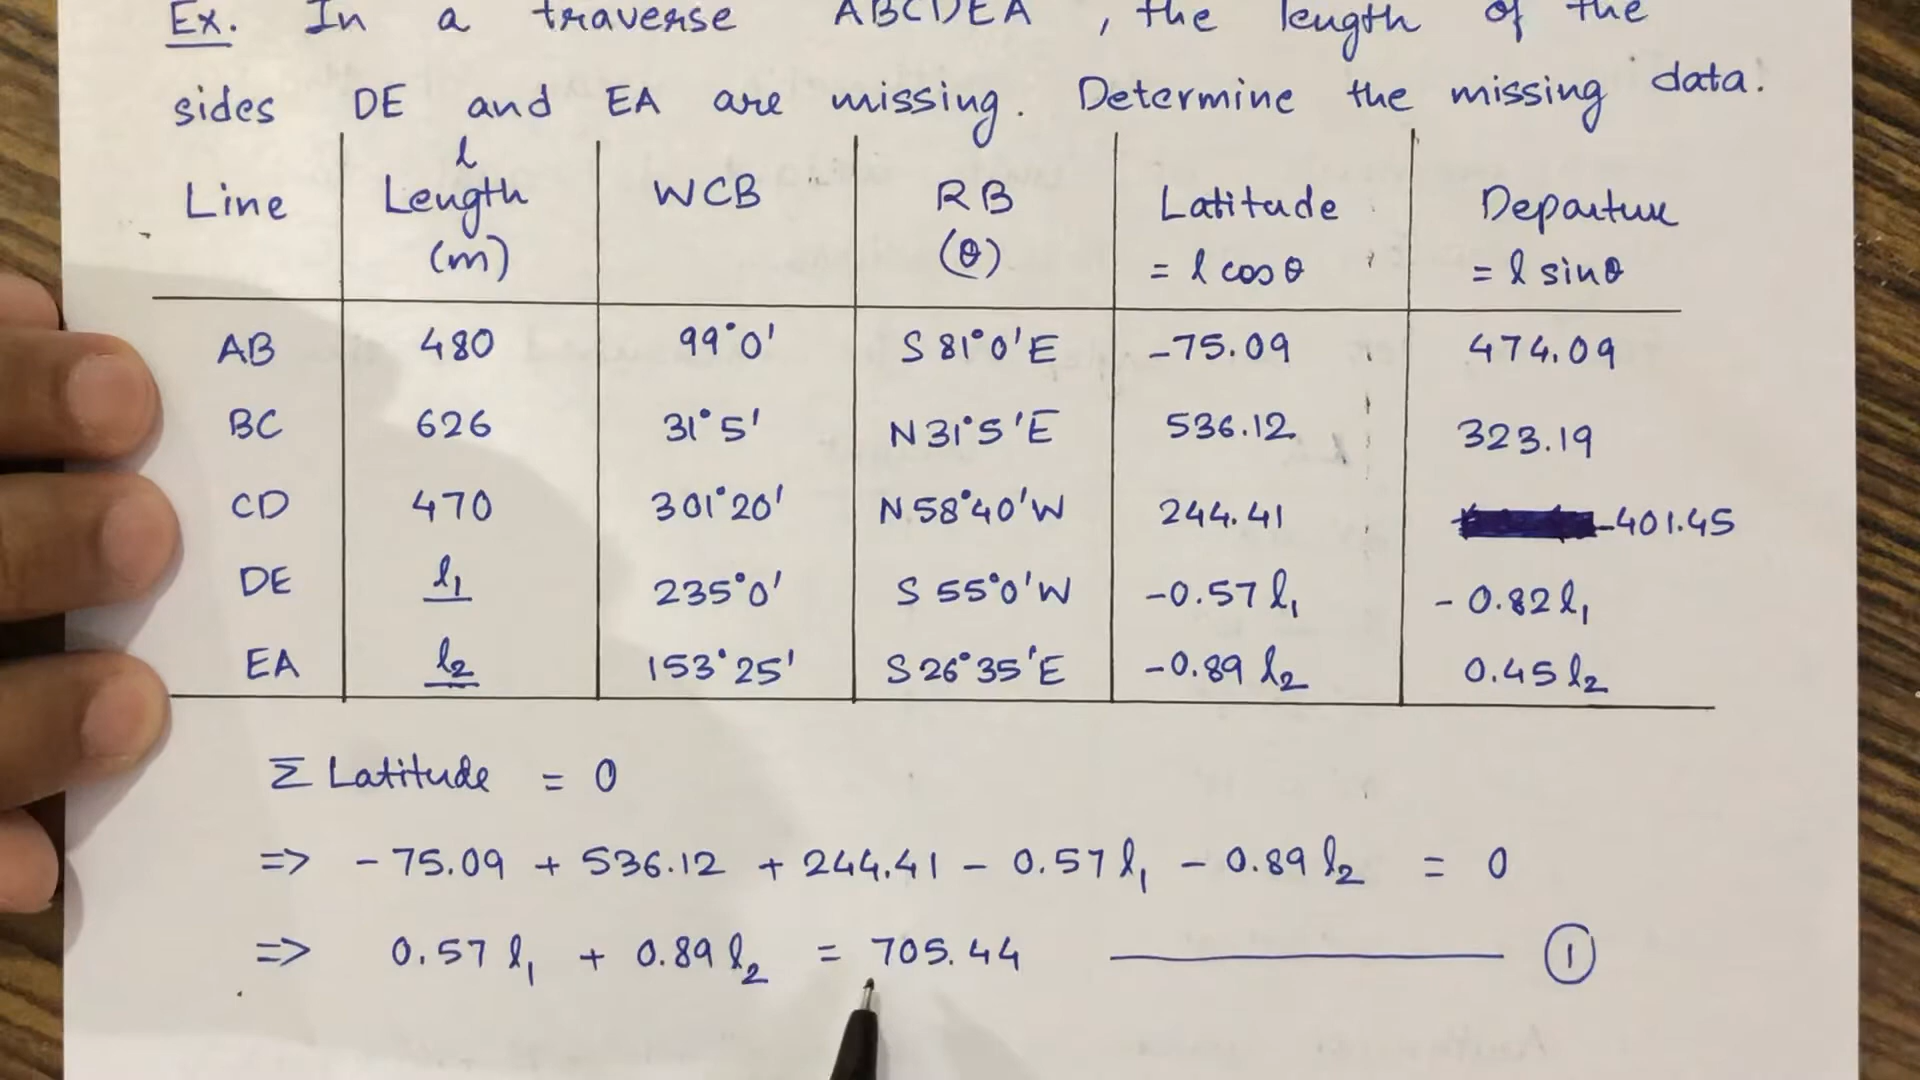 Ex. In a traverse ABCDEA, the length of the
sides DE and EA are missing. Determine the missing data.
Line l Length (m) WCB RB (θ) Latitude = l cos θ Departure = l sin θ
AB 480 99°0' S 81°0'E -75.09 474.09
BC 626 31°5' N31°5'E 536.12 323.19
CD 470 301°20' N58°40'W 244.41 -401.45
DE l₁ 235°0' S 55°0'W -0.57 l₁ -0.82 l₁
EA l₂ 153°25' S26°35'E -0.89 l₂ 0.45 l₂
Σ Latitude = 0
=> -75.09 + 536.12 + 244.41 - 0.57 l₁ - 0.89 l₂ = 0
=> 0.57 l₁ + 0.89 l₂ = 705.44 ——— ①